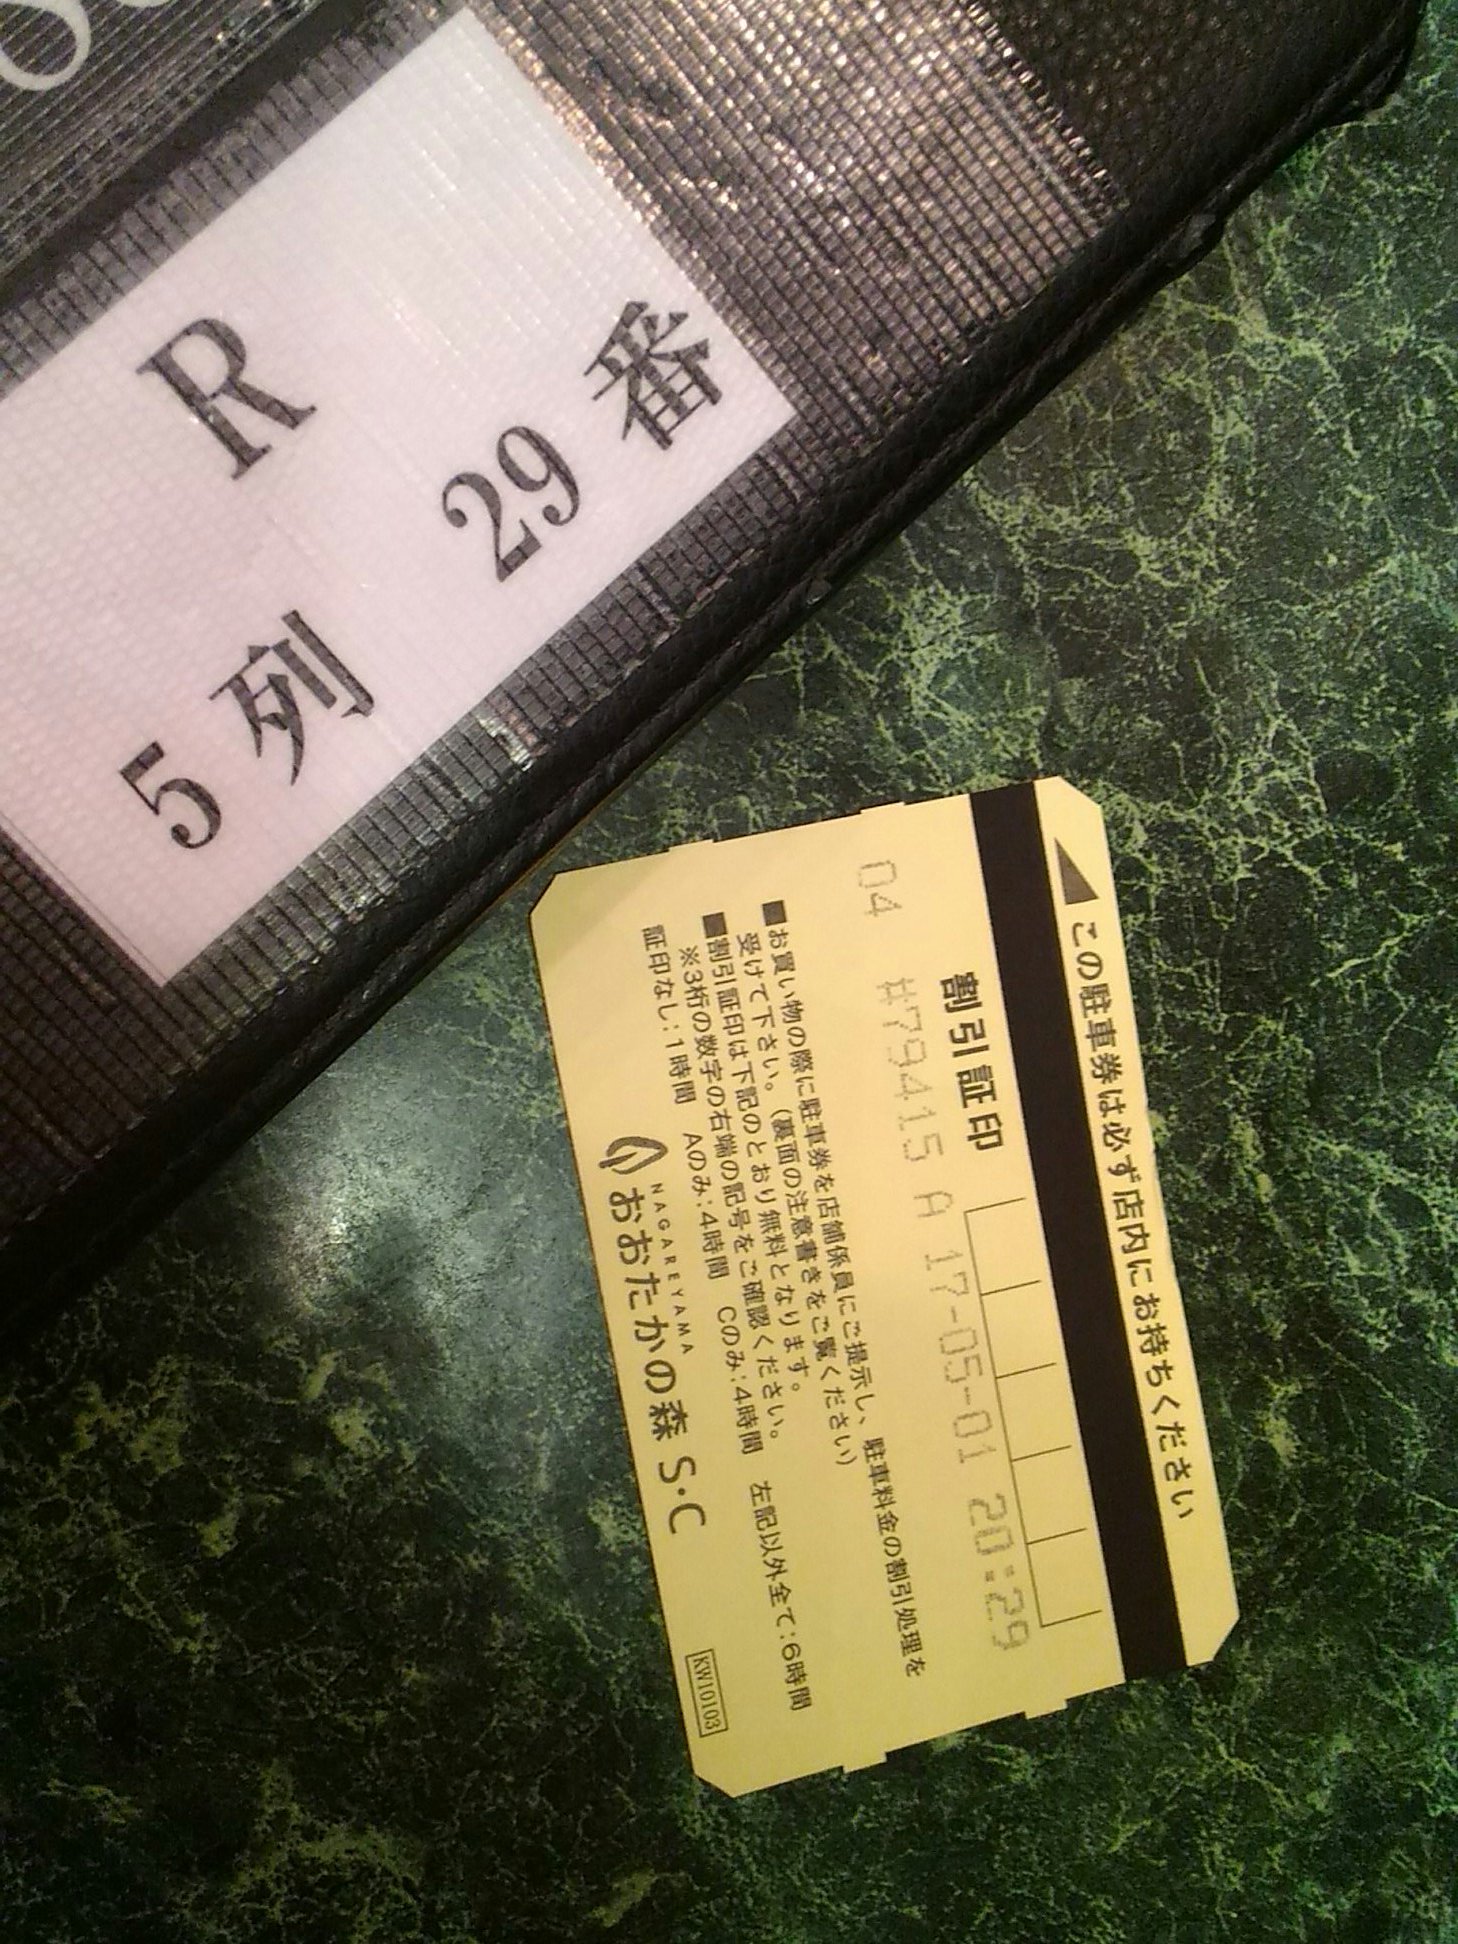 R
5列 29番
この駐車券は必ず店内にお持ちください
割引証印
04 #79415 A 17-05-01 20:29
■お買い物の際に駐車券を店舗係員にご提示し、駐車料金の割引処理を
受けて下さい。(裏面の注意書きをご覧ください)
■割引証印は下記のとおり無料となります。
※3桁の数字の右端の記号をご確認ください。
証印なし:1時間 Aのみ:4時間 Cのみ:4時間 左記以外全て:6時間
NAGAREYAMA
おおたかの森 S・C
KW10103